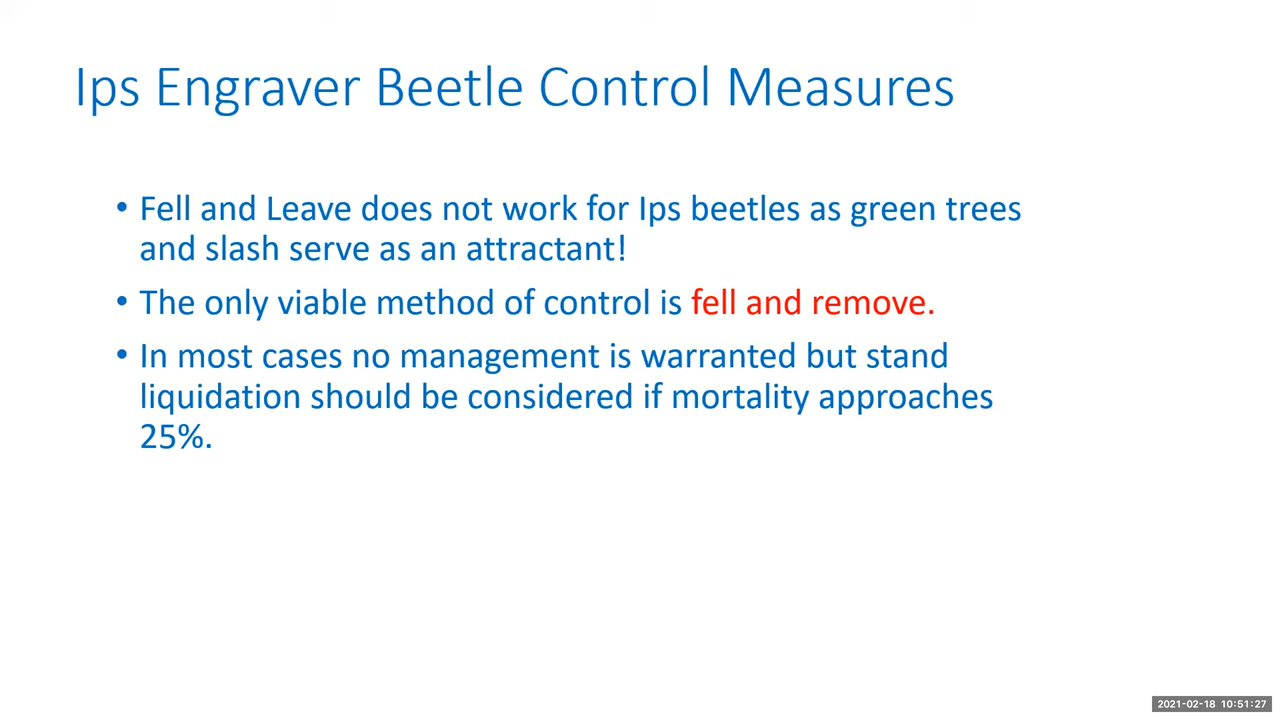 Ips Engraver Beetle Control Measures
• Fell and Leave does not work for Ips beetles as green trees
and slash serve as an attractant!
• The only viable method of control is fell and remove.
• In most cases no management is warranted but stand
liquidation should be considered if mortality approaches
25%.
2021-02-18 10:51:27